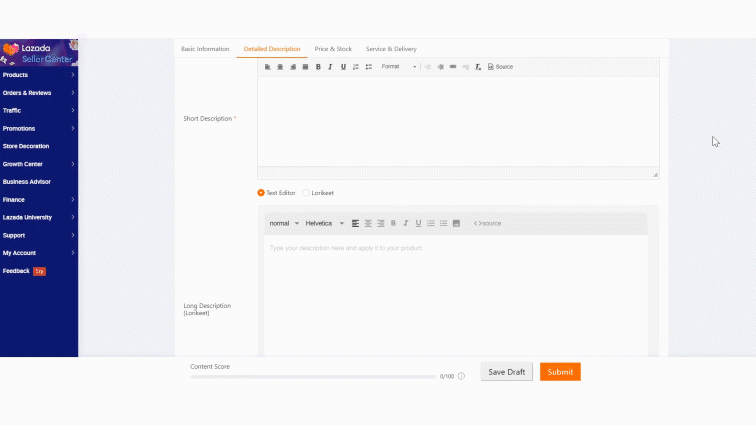 Lazada
Seller Center
Products
Orders & Reviews
Traffic
Promotions
Store Decoration
Growth Center
Business Advisor
Finance
Lazada University
Support
My Account
Feedback Try
Basic Information Detailed Description Price & Stock Service & Delivery
B I U Format Source
Short Description *
Text Editor Lorikeet
normal Helvetica B I U <>source
Type your description here and apply it to your product
Long Description
(Lorikeet)
Content Score
0/100
Save Draft Submit